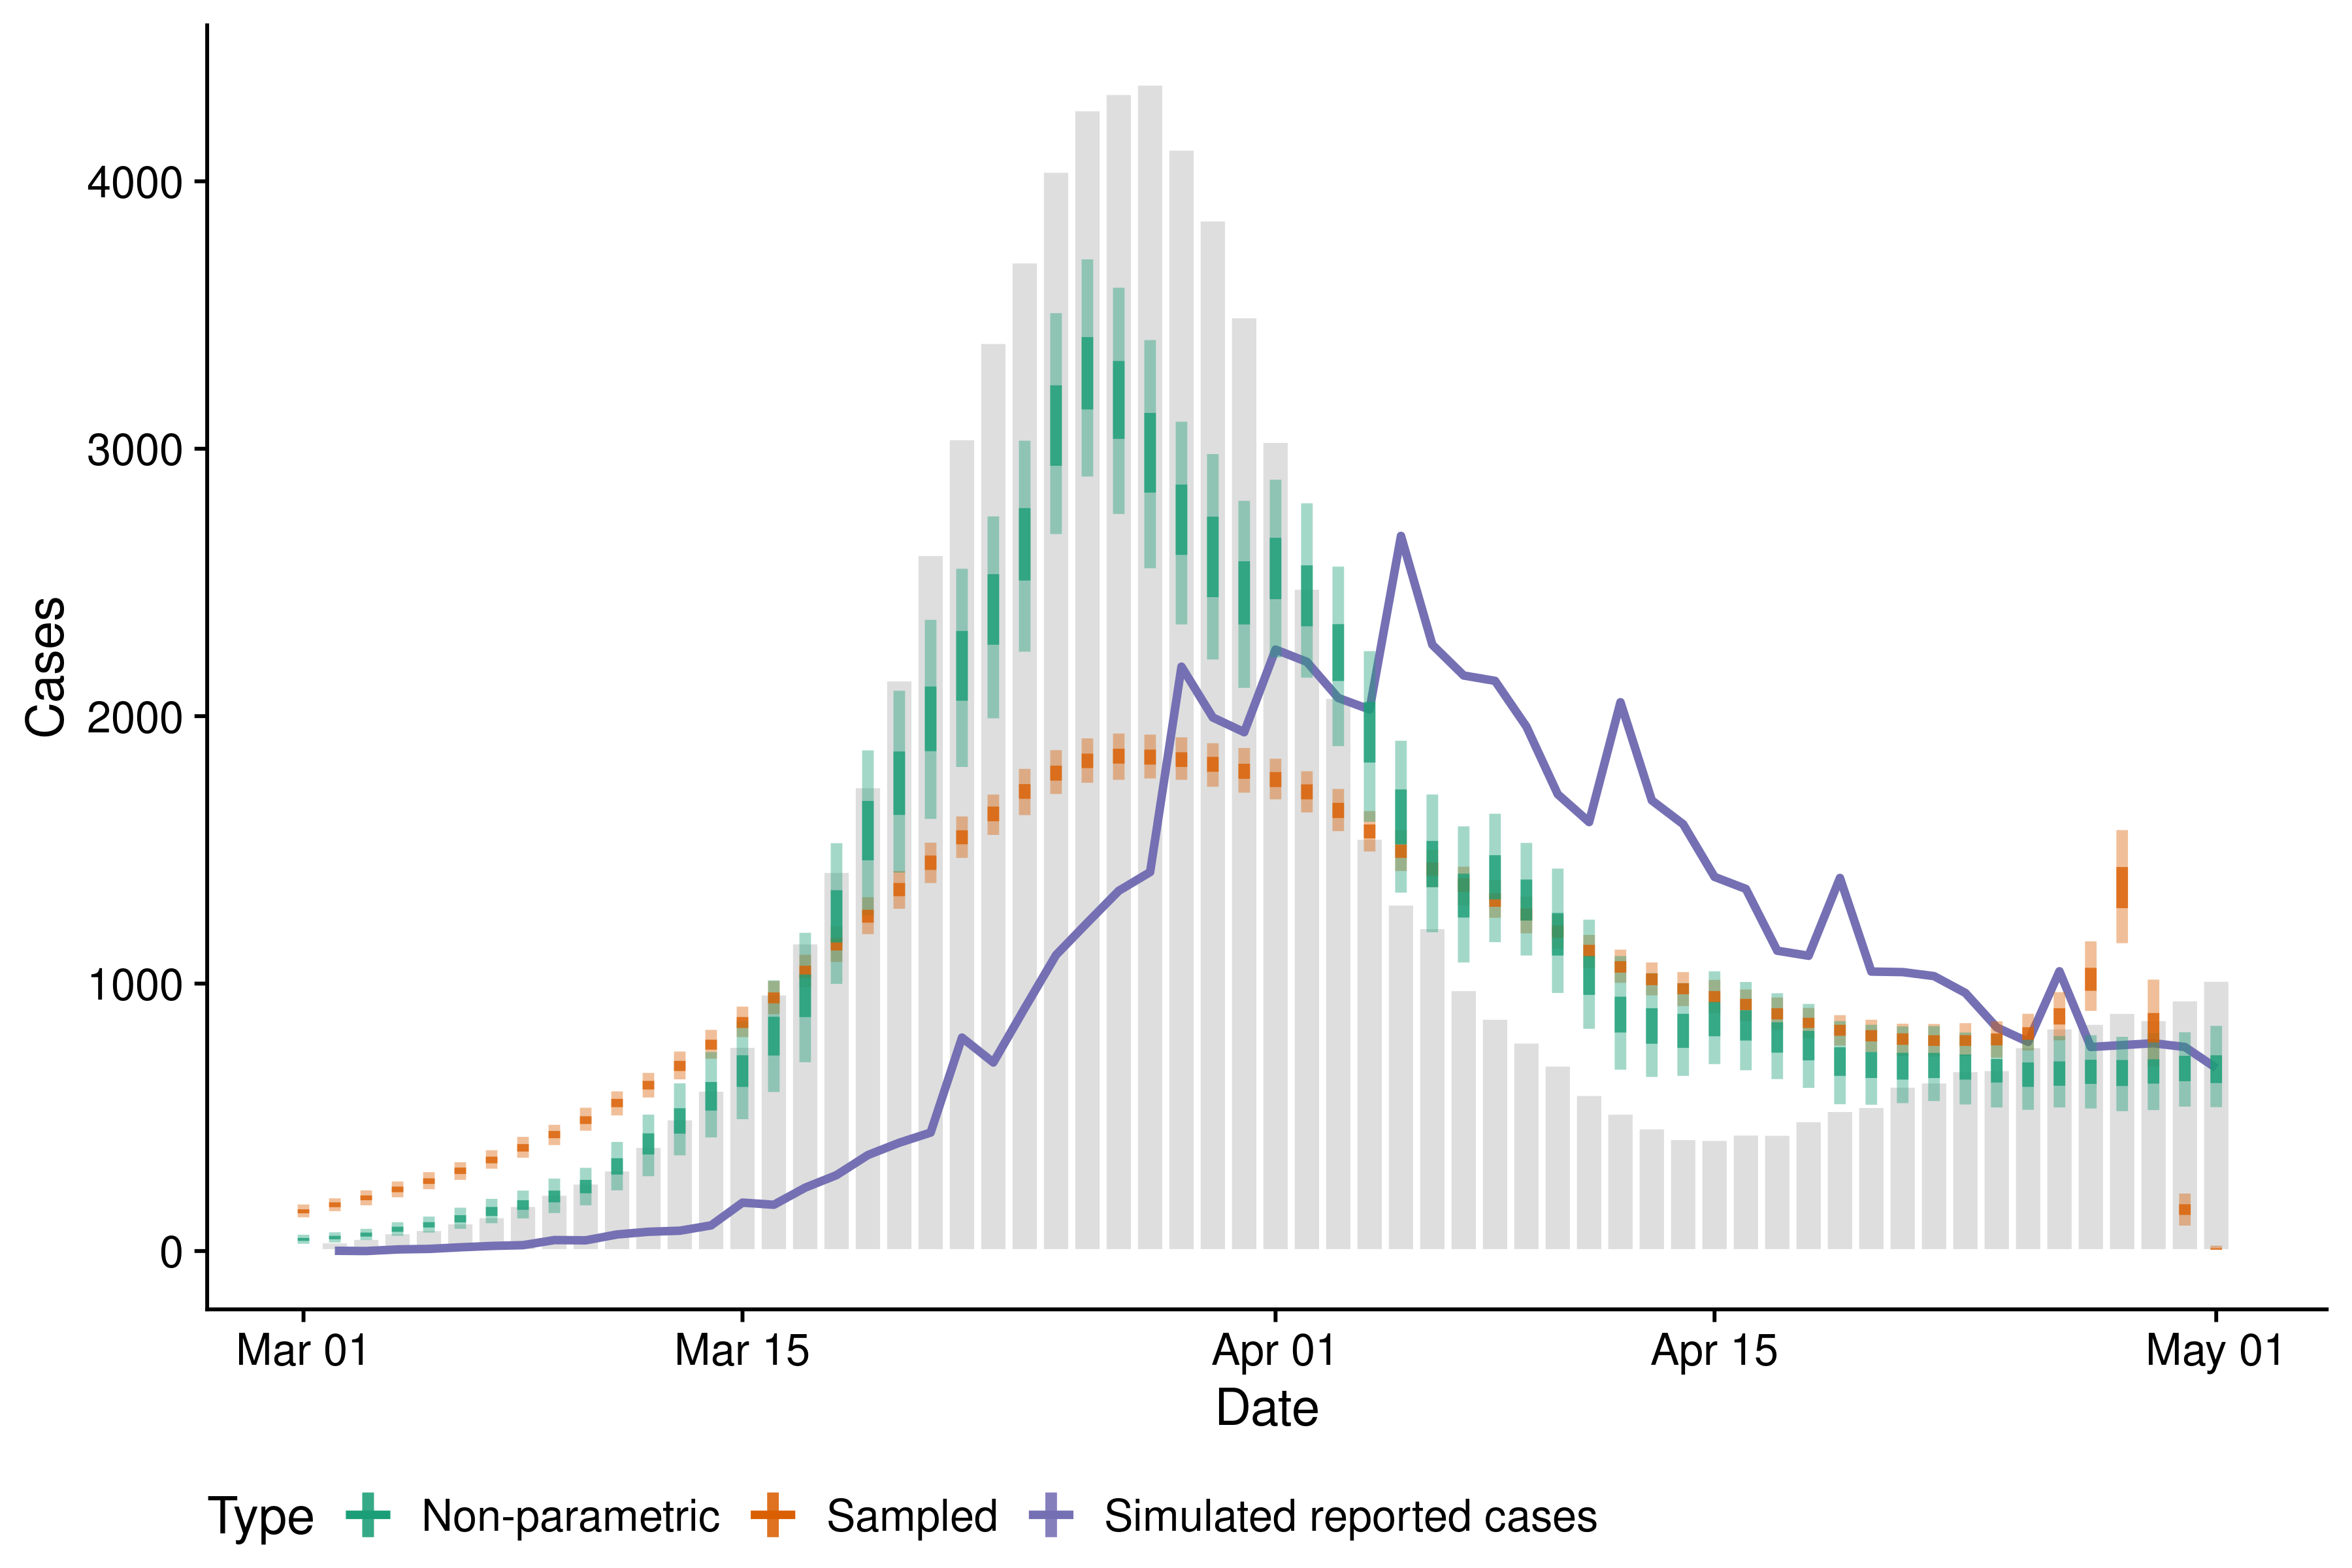 Cases
4000
3000
2000
1000
0
Mar 01 Mar 15 Apr 01 Apr 15 May 01
Date
Type Non-parametric Sampled Simulated reported cases